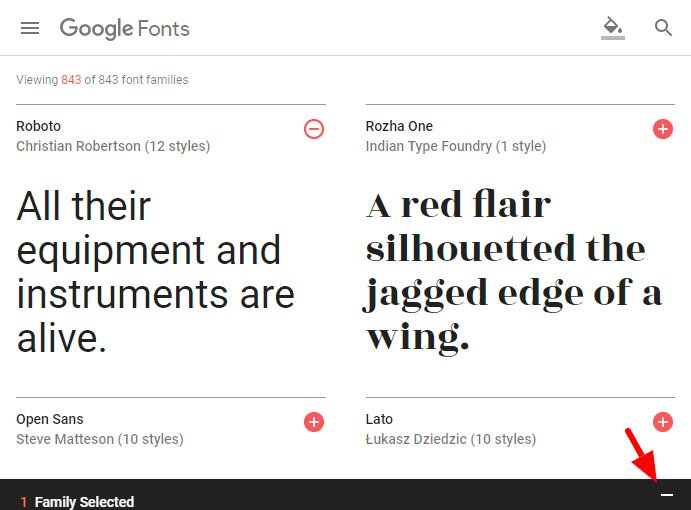 Google Fonts
Viewing 843 of 843 font families
Roboto
Christian Robertson (12 styles)
All their
equipment and
instruments are
alive.
Rozha One
Indian Type Foundry (1 style)
A red flair
silhouetted the
jagged edge of a
wing.
Open Sans
Steve Matteson (10 styles)
Lato
Łukasz Dziedzic (10 styles)
1 Family Selected